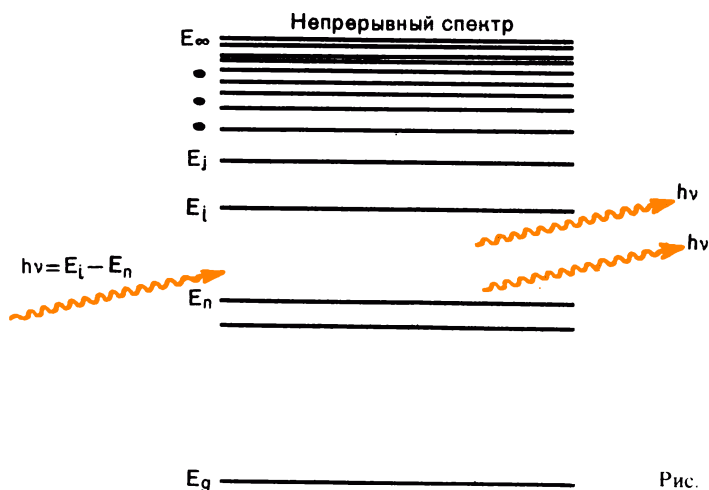 Непрерывный спектр
E∞
Ej
Ei
hν
hν
hν=Ei−En
En
Eg
Рис.